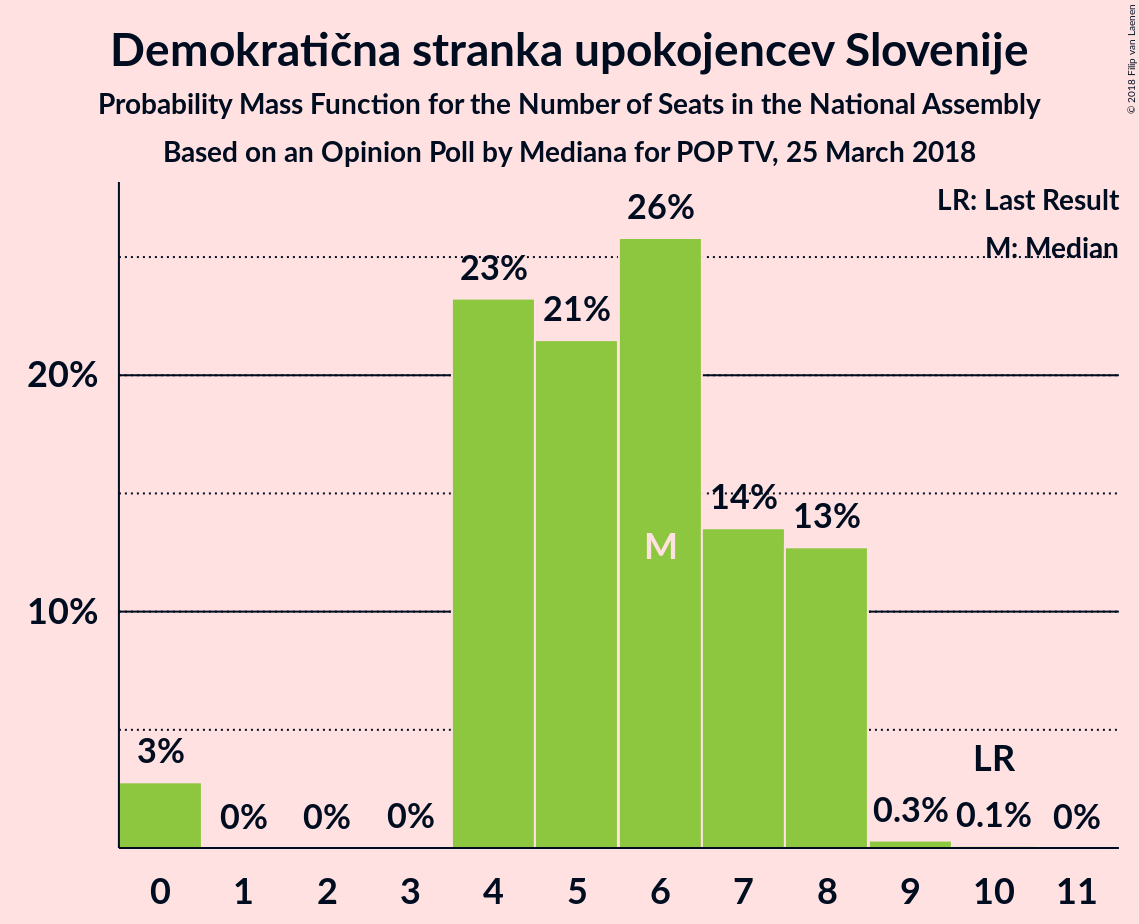 Demokratična stranka upokojencev Slovenije
Probability Mass Function for the Number of Seats in the National Assembly
Based on an Opinion Poll by Mediana for POP TV, 25 March 2018
© 2018 Filip van Laenen
LR: Last Result
M: Median
26%
23%
21%
20%
14%
13%
M
10%
3%
LR
0%
0%
0%
0.3%
0.1%
0%
0 1 2 3 4 5 6 7 8 9 10 11